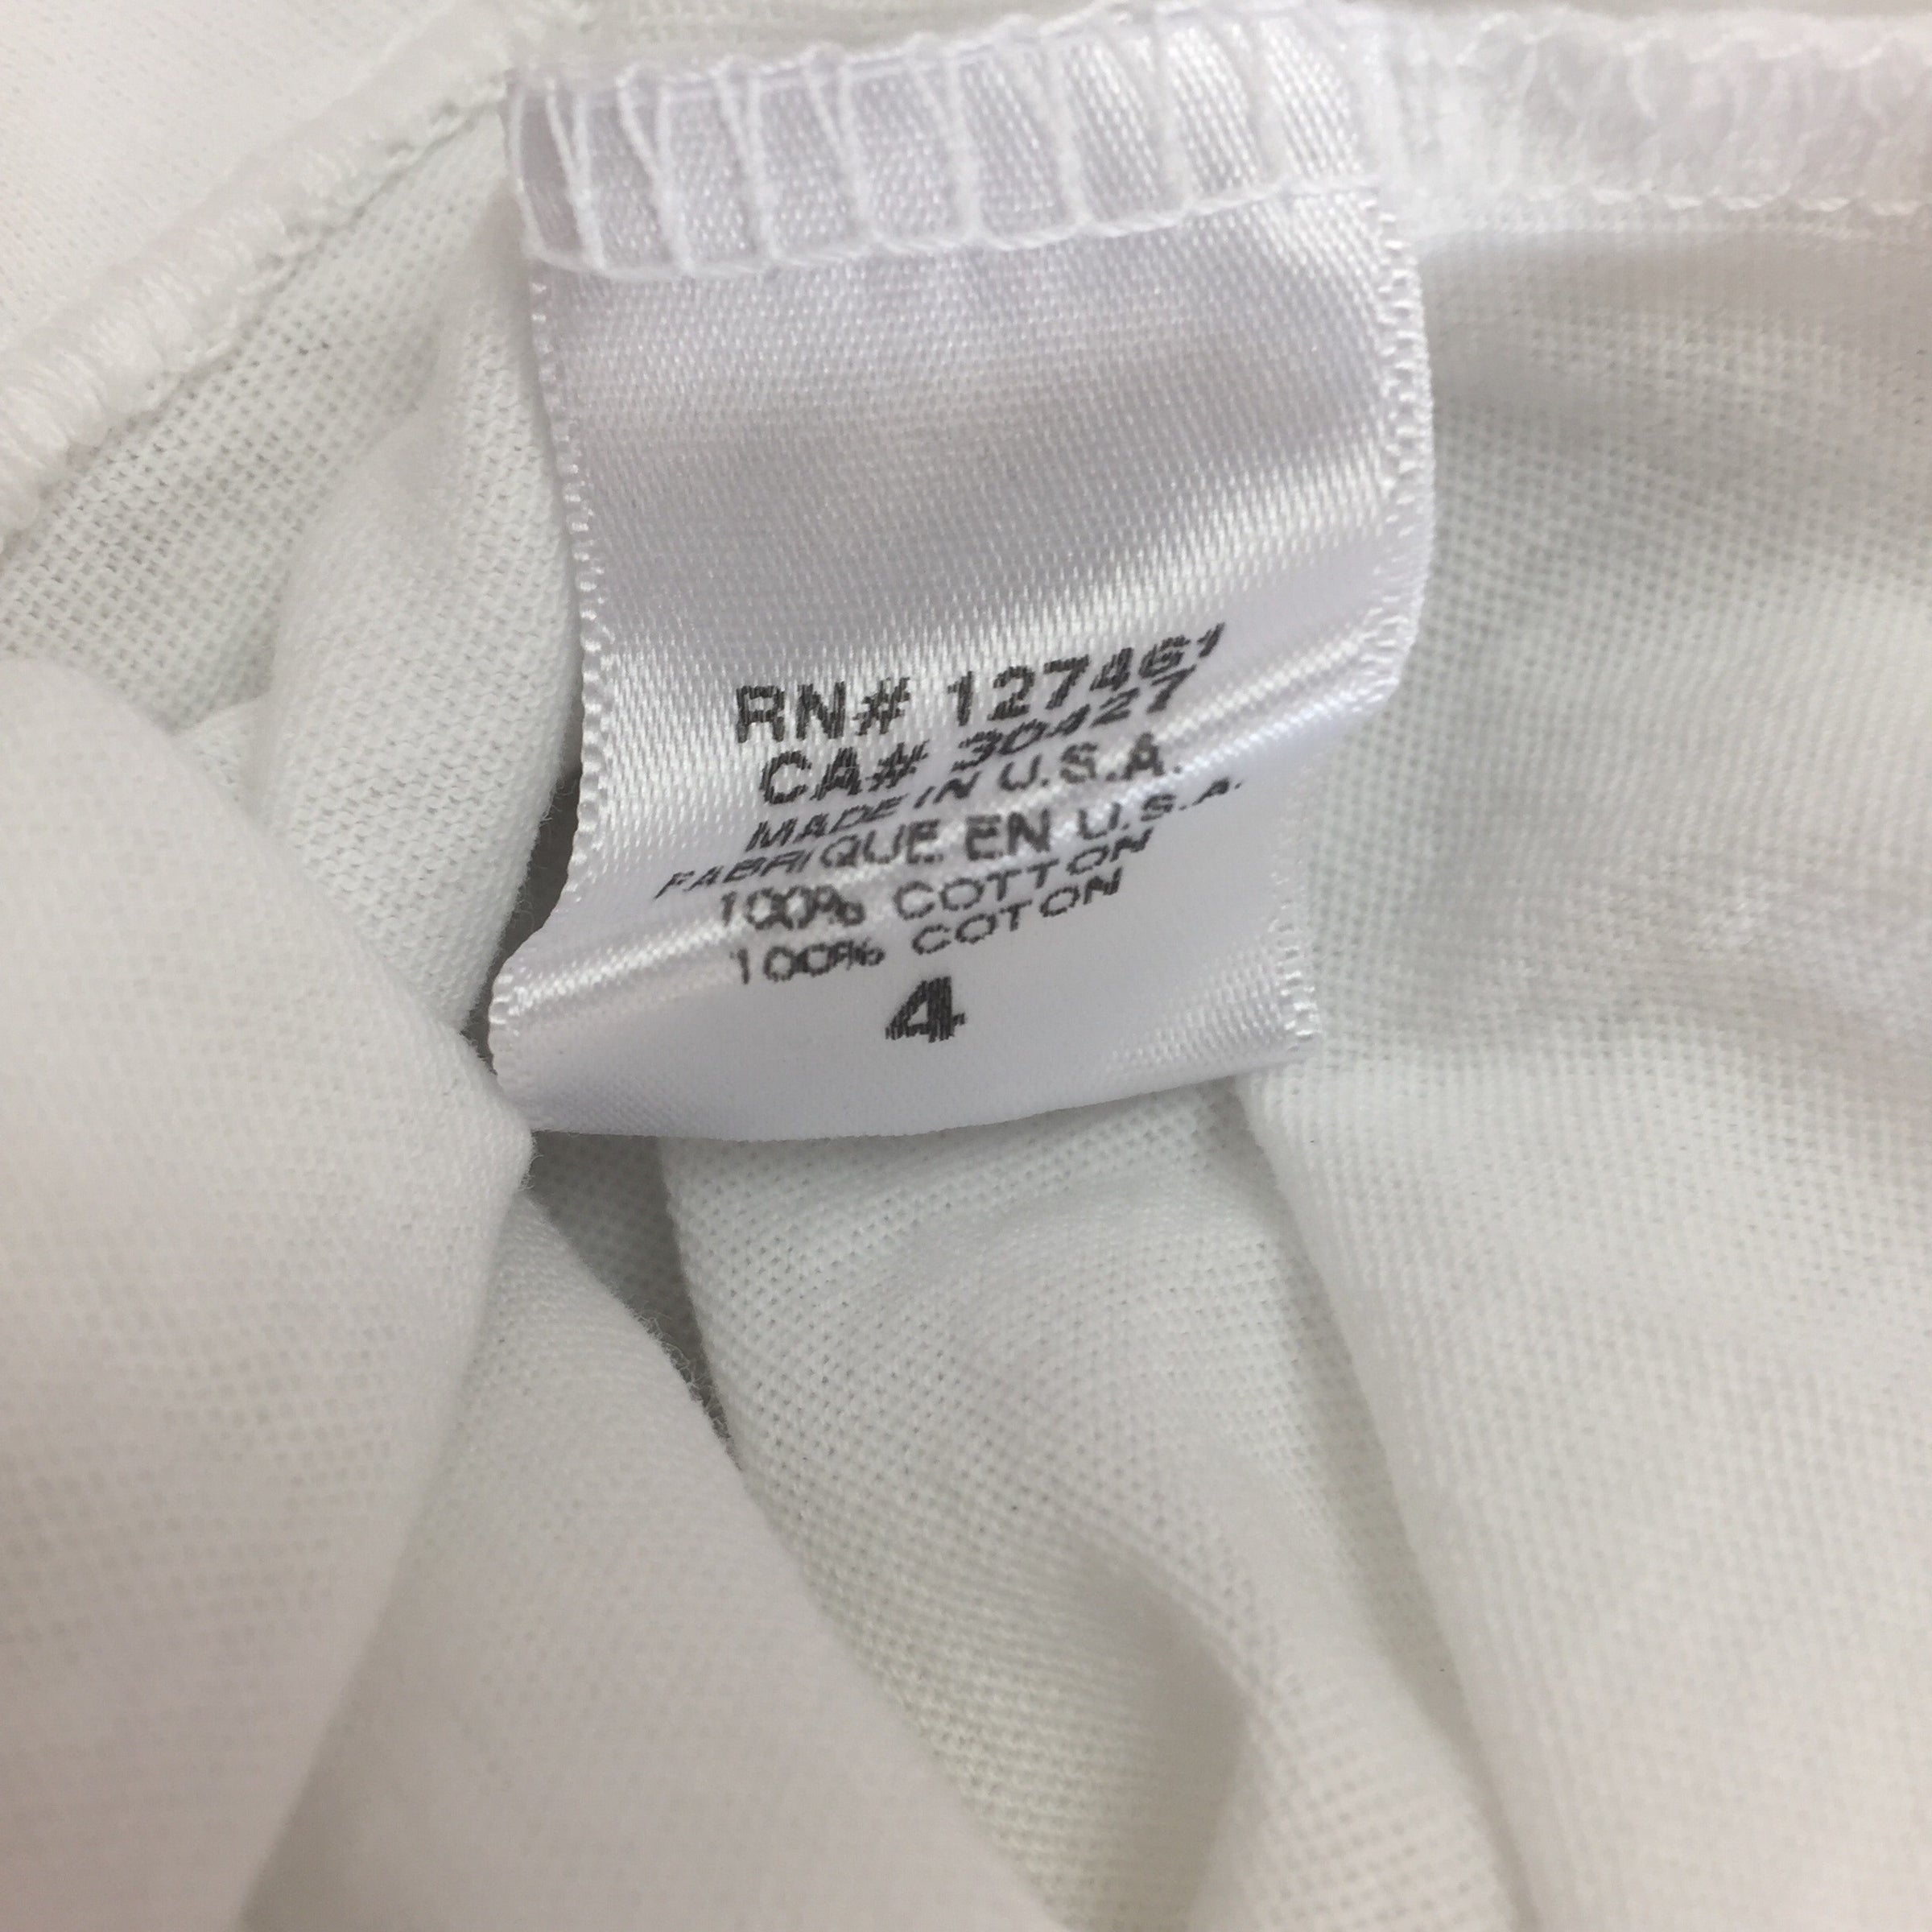 RN# 127461
CA# 30427
MADE IN U.S.A.
FABRIQUE EN U.S.A.
100% COTTON
100% COTON
4